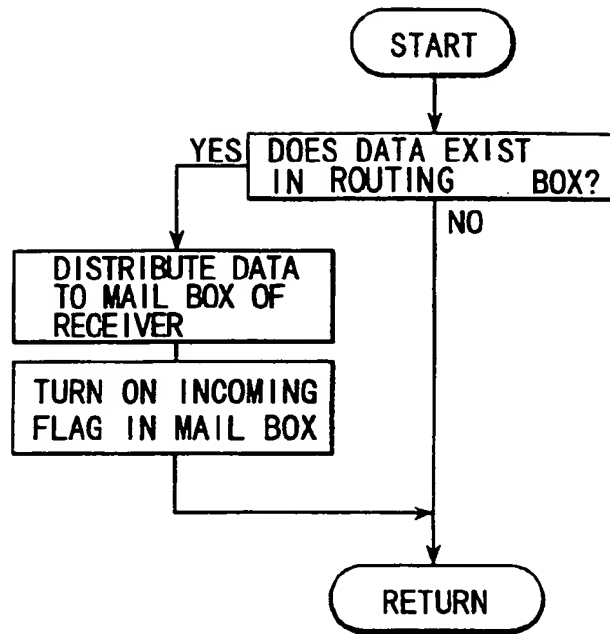 START
YES
DOES DATA EXIST
IN ROUTING BOX?
NO
DISTRIBUTE DATA
TO MAIL BOX OF
RECEIVER
TURN ON INCOMING
FLAG IN MAIL BOX
RETURN